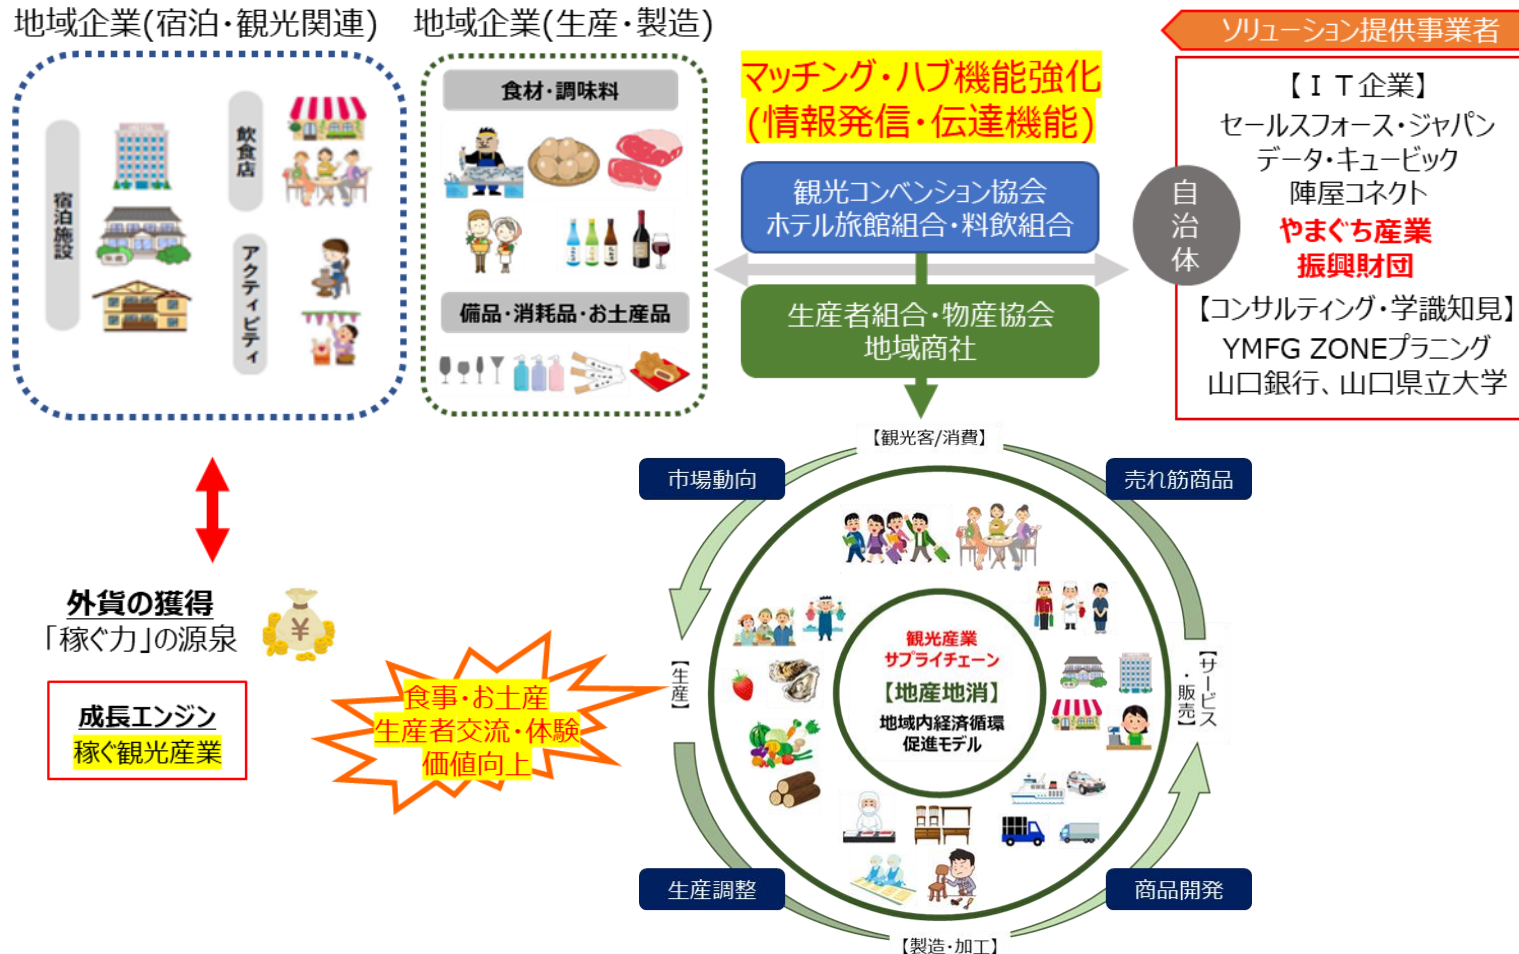 地域企業(宿泊・観光関連)
宿泊施設
飲食店
アクティビティ
地域企業(生産・製造)
食材・調味料
備品・消耗品・お土産品
マッチング・ハブ機能強化
(情報発信・伝達機能)
観光コンベンション協会
ホテル旅館組合・料飲組合
生産者組合・物産協会
地域商社
自治体
ソリューション提供事業者
【ＩＴ企業】
セールスフォース・ジャパン
データ・キュービック
陣屋コネクト
やまぐち産業
振興財団
【コンサルティング・学識知見】
YMFG ZONEプラニング
山口銀行、山口県立大学
外貨の獲得
「稼ぐ力」の源泉
¥
成長エンジン
稼ぐ観光産業
食事・お土産
生産者交流・体験
価値向上
【観光客/消費】
市場動向
売れ筋商品
【生産】
【サービス
・販売】
観光産業
サプライチェーン
【地産地消】
地域内経済循環
促進モデル
生産調整
商品開発
【製造・加工】